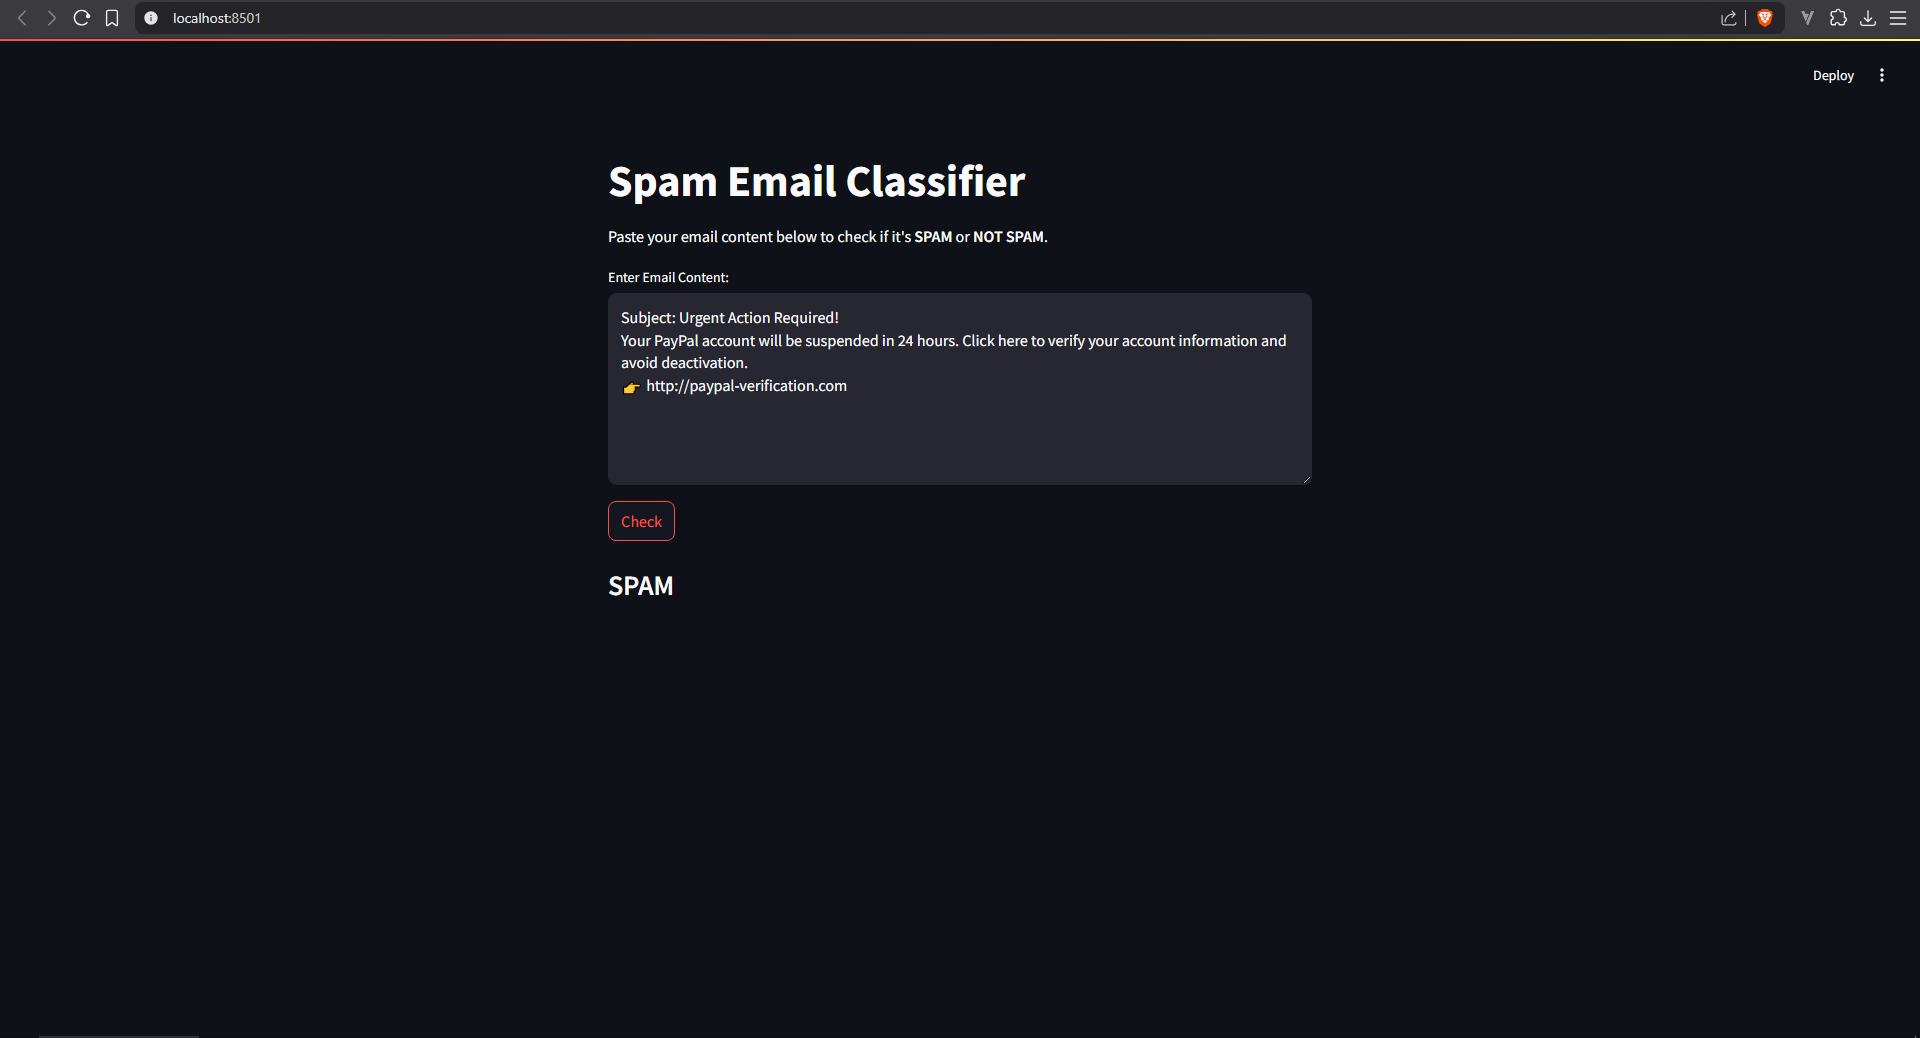 localhost:8501
Deploy
Spam Email Classifier
Paste your email content below to check if it's SPAM or NOT SPAM.
Enter Email Content:
Subject: Urgent Action Required!
Your PayPal account will be suspended in 24 hours. Click here to verify your account information and
avoid deactivation.
👉 http://paypal-verification.com
Check
SPAM